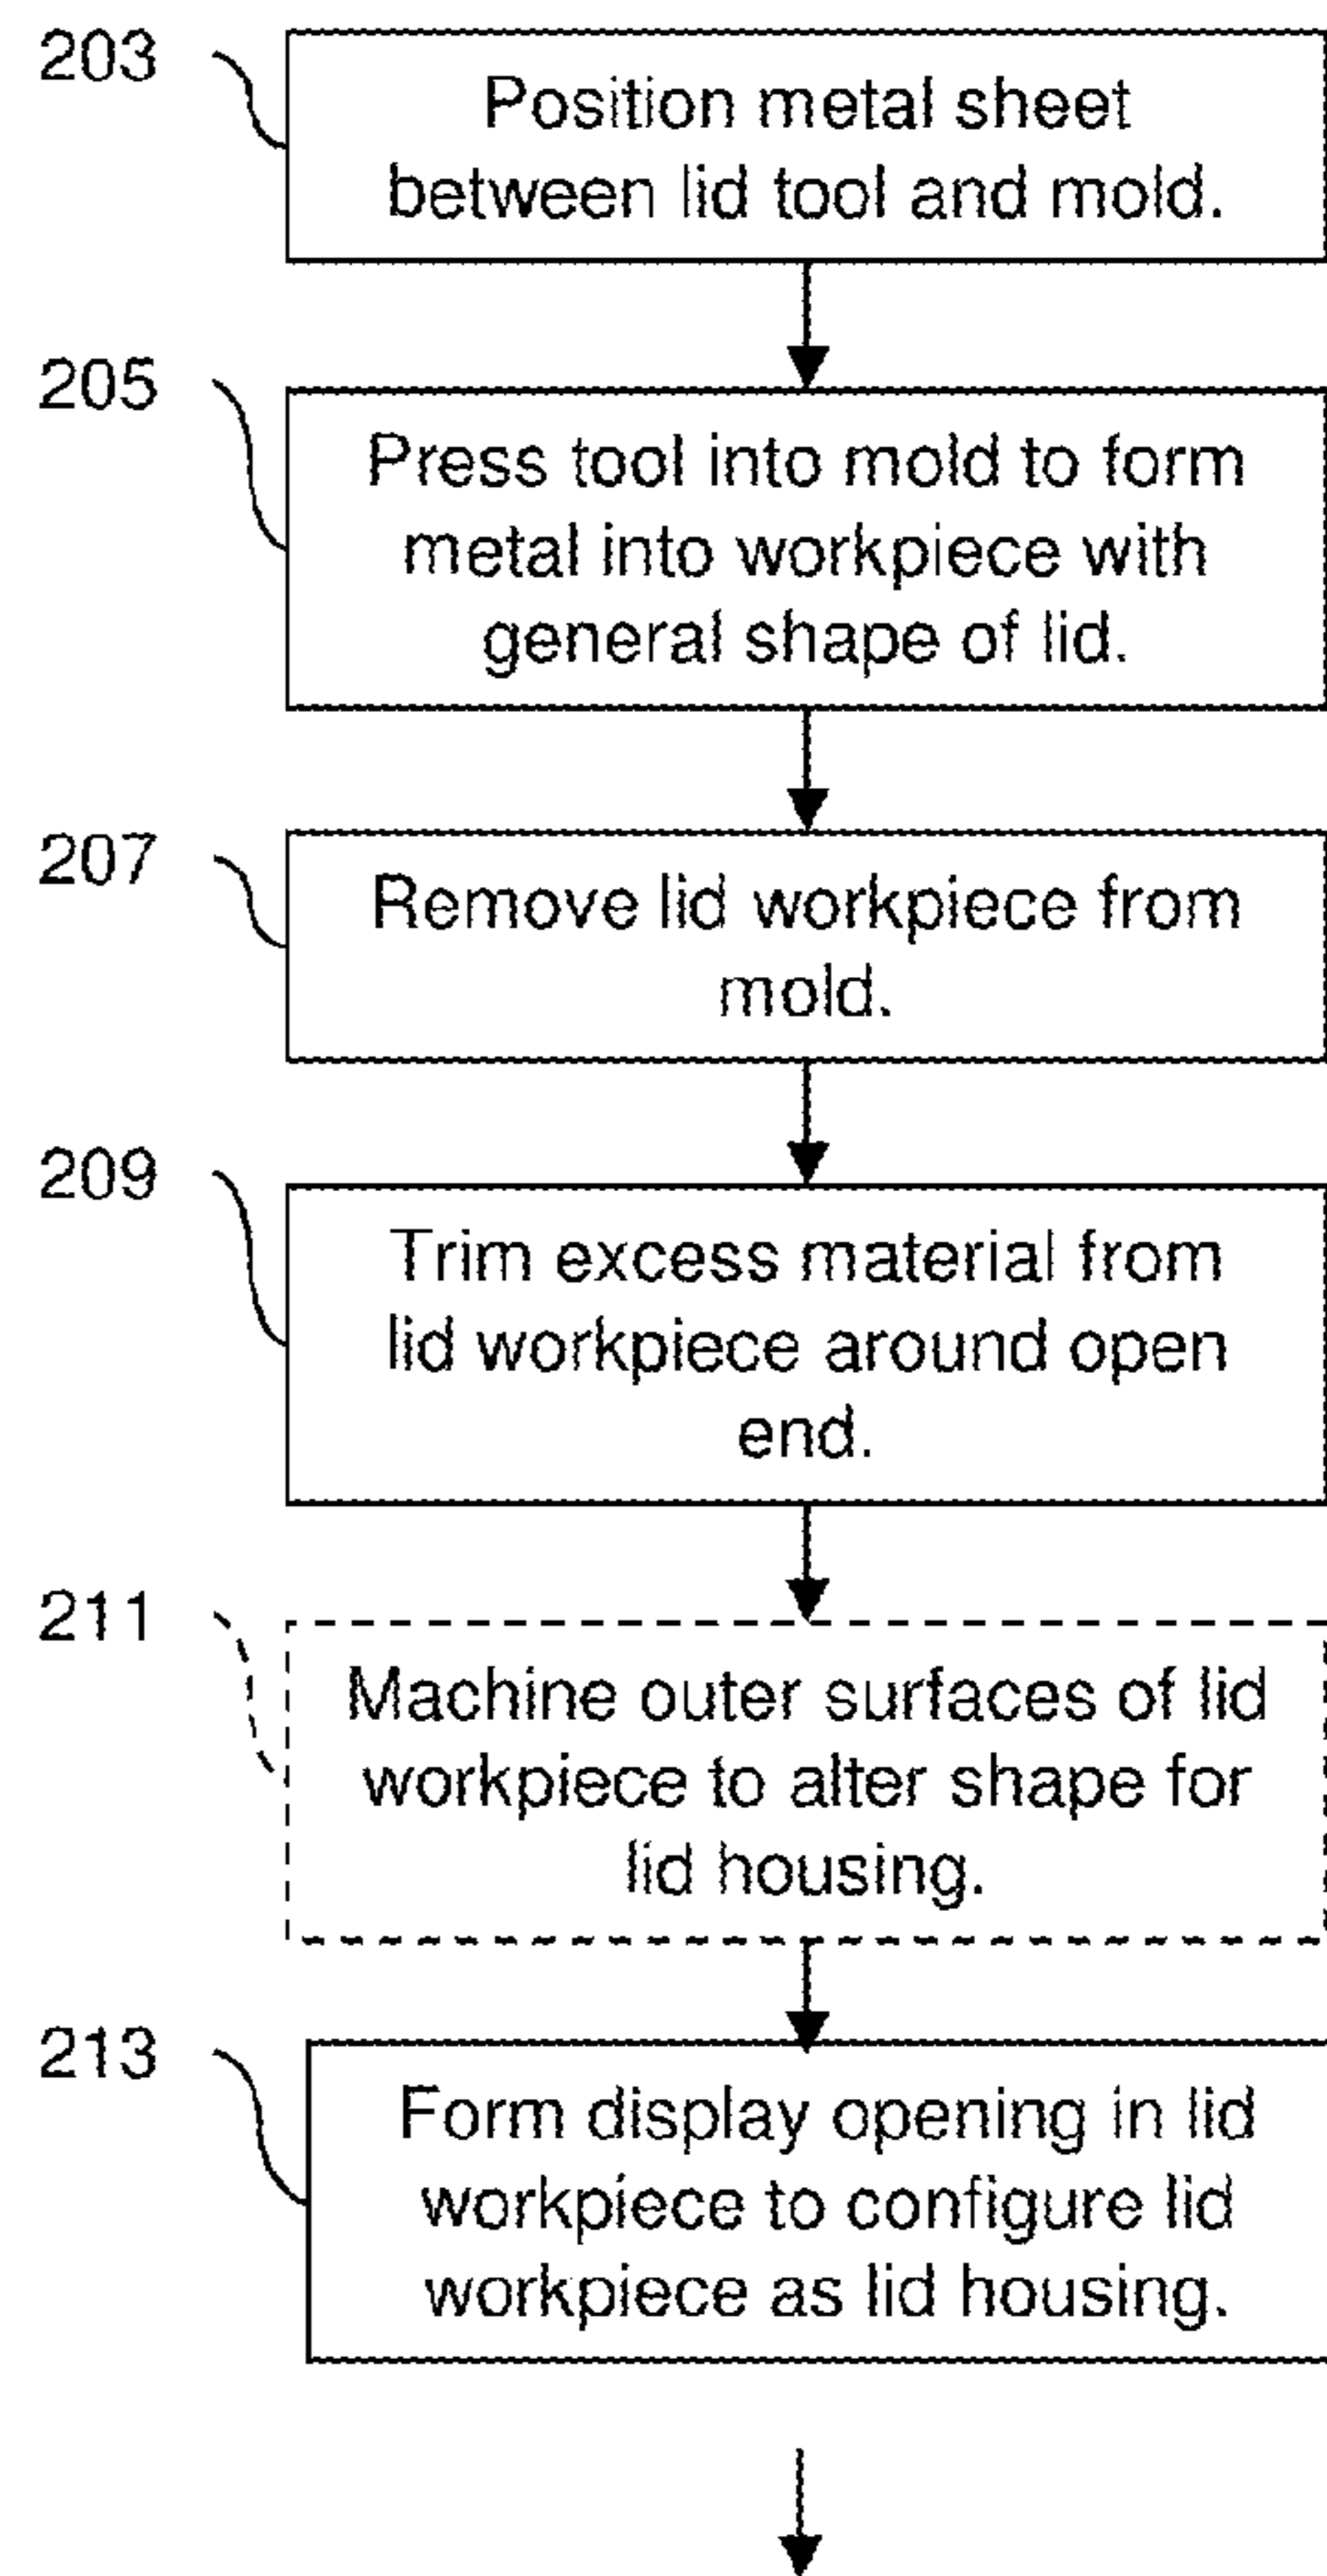 203
Position metal sheet
between lid tool and mold.
205
Press tool into mold to form
metal into workpiece with
general shape of lid.
207
Remove lid workpiece from
mold.
209
Trim excess material from
lid workpiece around open
end.
211
Machine outer surfaces of lid
workpiece to alter shape for
lid housing.
213
Form display opening in lid
workpiece to configure lid
workpiece as lid housing.